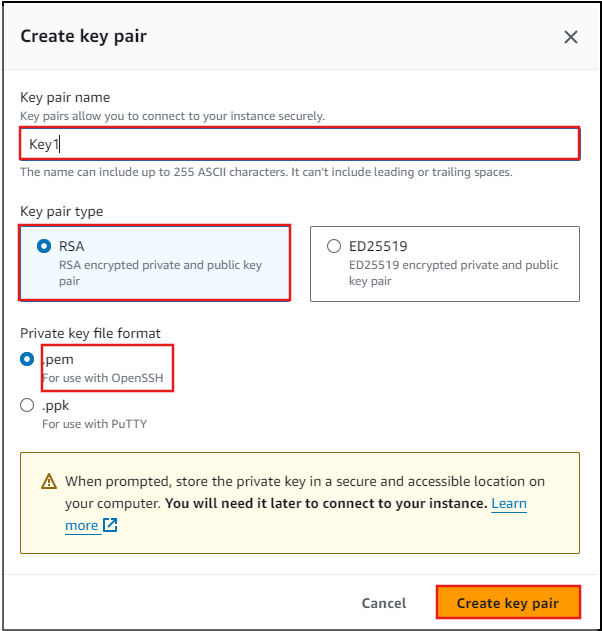 Create key pair
Key pair name
Key pairs allow you to connect to your instance securely.
Key1
The name can include up to 255 ASCII characters. It can't include leading or trailing spaces.
Key pair type
RSA
RSA encrypted private and public key
pair
ED25519
ED25519 encrypted private and public
key pair
Private key file format
.pem
For use with OpenSSH
.ppk
For use with PuTTY
When prompted, store the private key in a secure and accessible location on
your computer. You will need it later to connect to your instance. Learn
more
Cancel
Create key pair